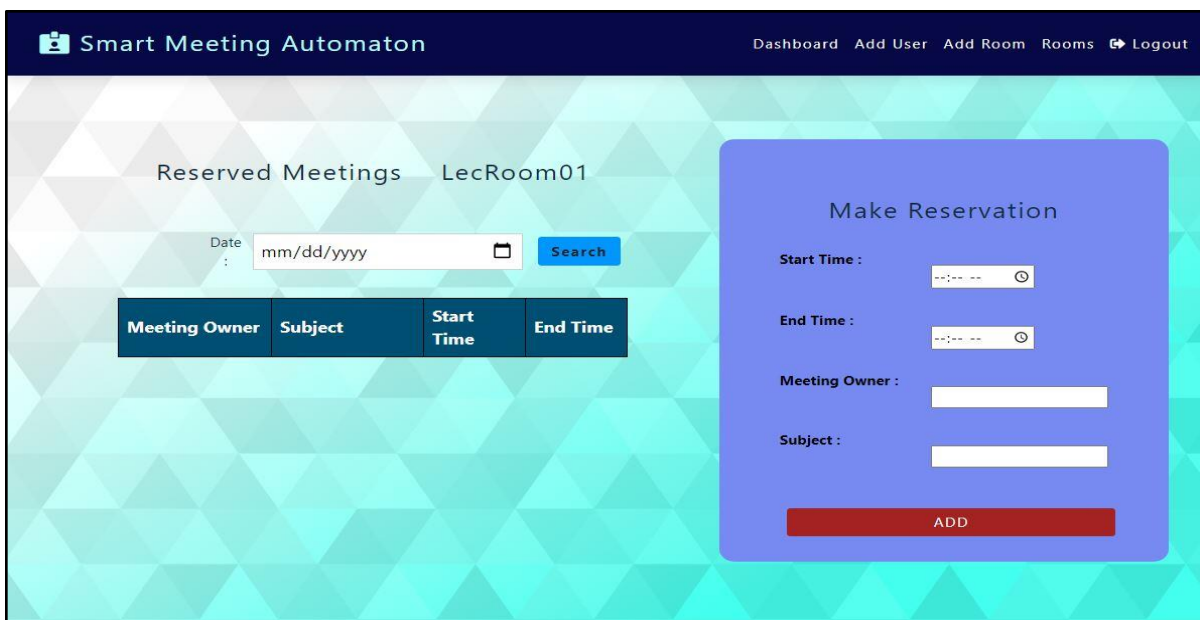 Smart Meeting Automaton
Dashboard Add User Add Room Rooms Logout
Reserved Meetings LecRoom01
Date
:
mm/dd/yyyy
Search
Meeting Owner Subject Start Time End Time
Make Reservation
Start Time :
--:-- --
End Time :
--:-- --
Meeting Owner :
Subject :
ADD